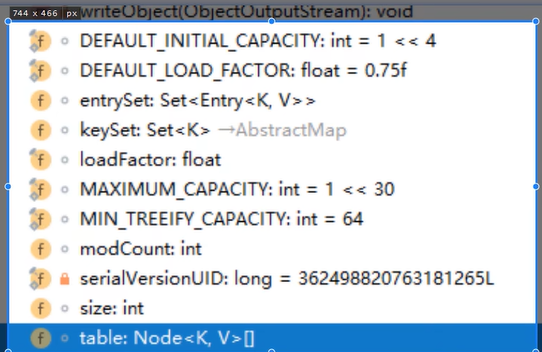 744 x 466 px
writeObject(ObjectOutputStream): void
DEFAULT_INITIAL_CAPACITY: int = 1 << 4
DEFAULT_LOAD_FACTOR: float = 0.75f
entrySet: Set<Entry<K, V>>
keySet: Set<K> →AbstractMap
loadFactor: float
MAXIMUM_CAPACITY: int = 1 << 30
MIN_TREEIFY_CAPACITY: int = 64
modCount: int
serialVersionUID: long = 362498820763181265L
size: int
table: Node<K, V>[]